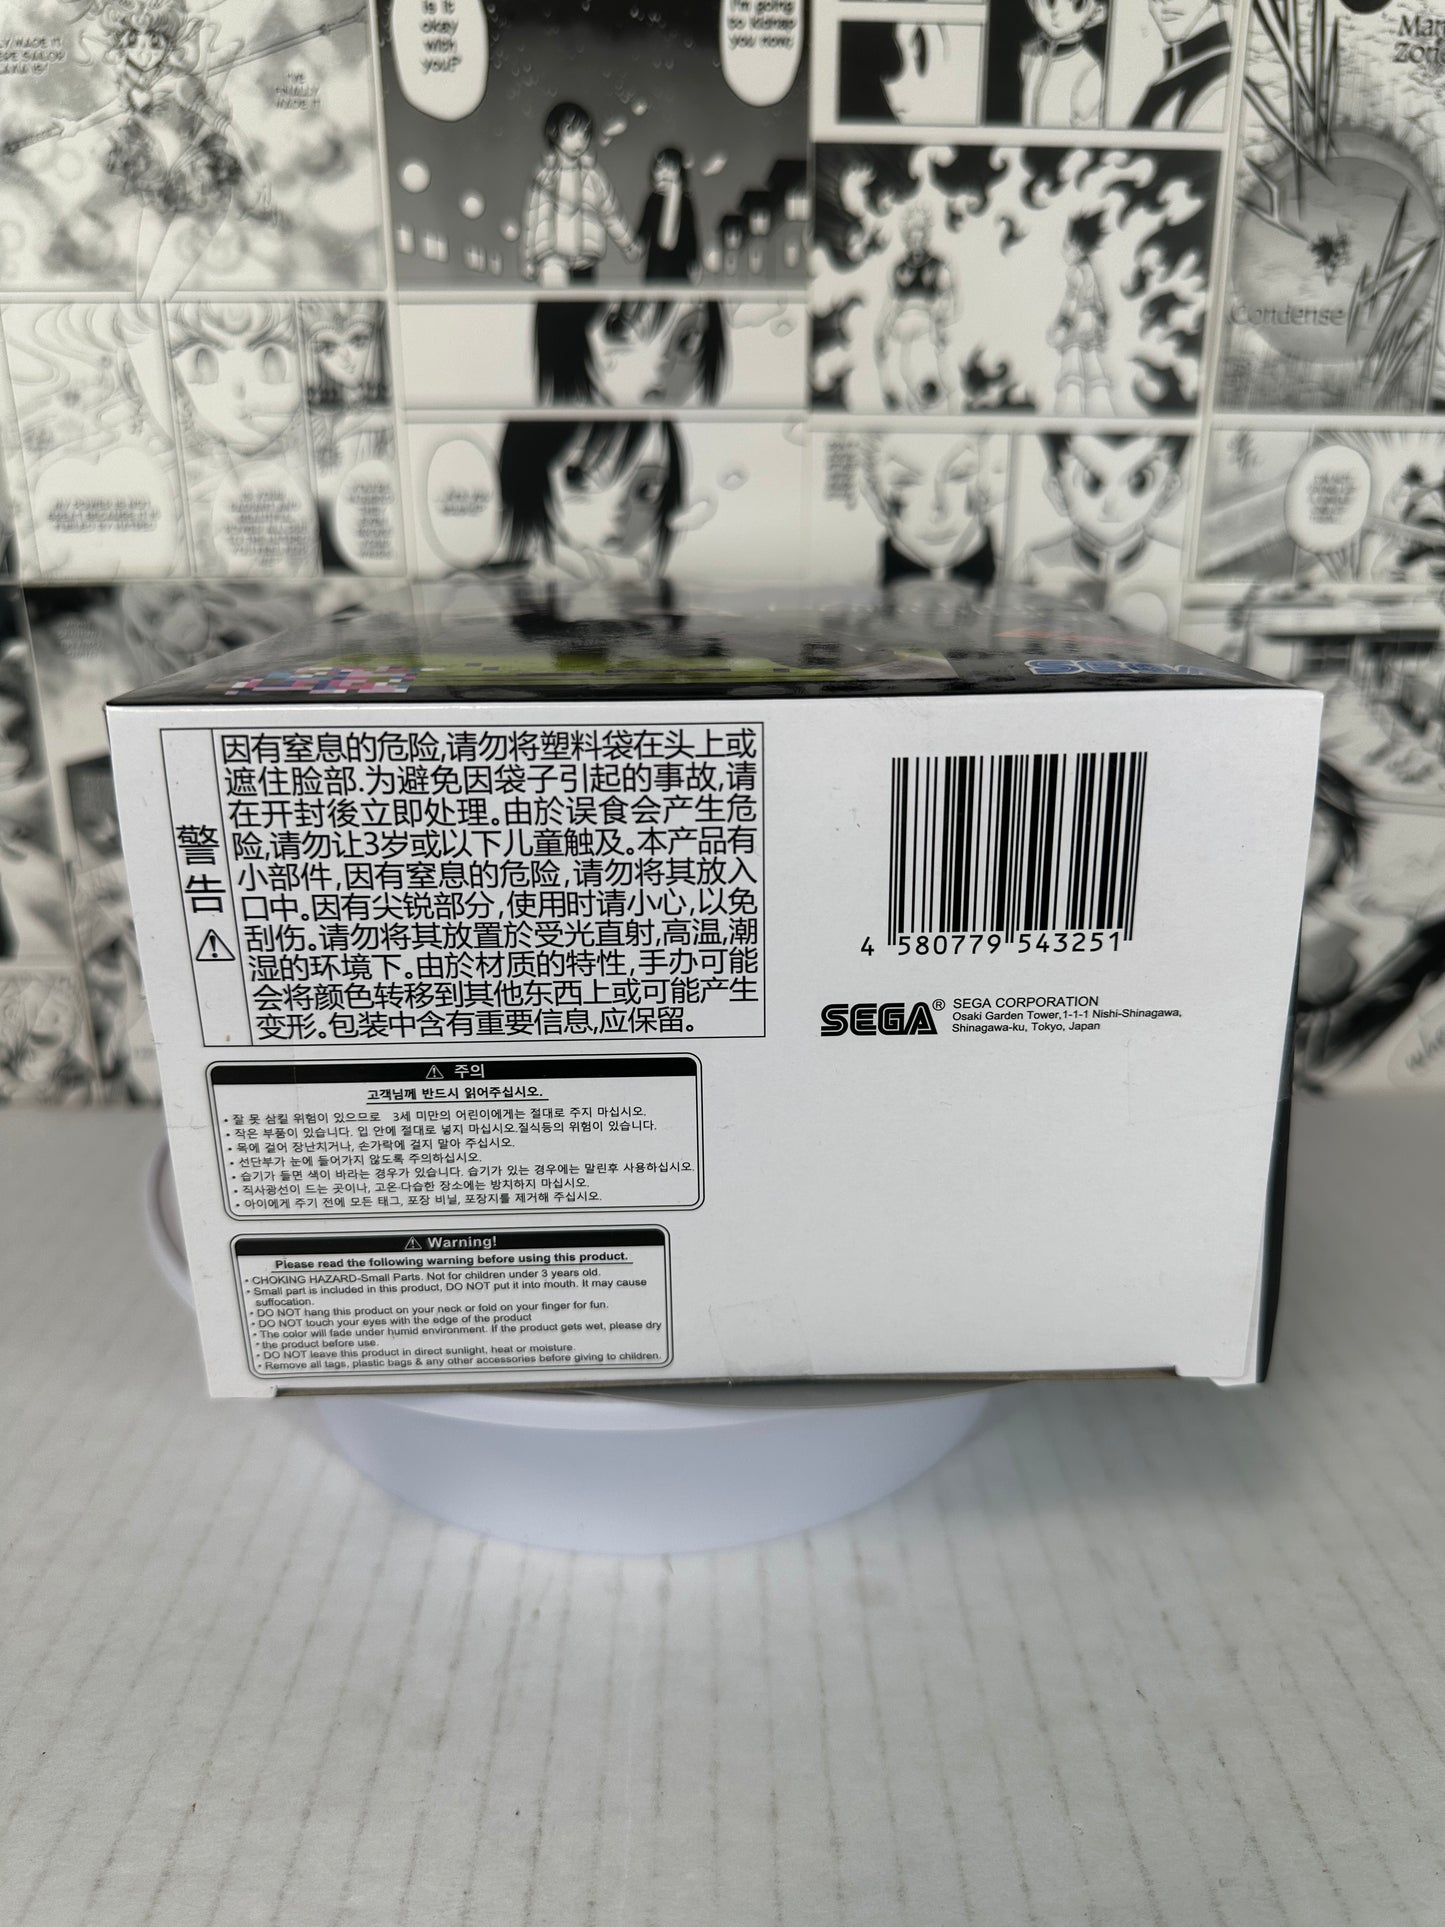 is it
okay
with
you?
I'm going
to kidnap
you now.
Condense
SEGA
警告
因有窒息的危险,请勿将塑料袋在头上或
遮住脸部.为避免因袋子引起的事故,请
在开封後立即处理。由於误食会产生危
险,请勿让3岁或以下儿童触及。本产品有
小部件,因有窒息的危险,请勿将其放入
口中。因有尖锐部分,使用时请小心,以免
刮伤。请勿将其放置於受光直射,高温,潮
湿的环境下。由於材质的特性,手办可能
会将颜色转移到其他东西上或可能产生
变形。包装中含有重要信息,应保留。
4 580779 543251
SEGA® SEGA CORPORATION
Osaki Garden Tower,1-1-1 Nishi-Shinagawa,
Shinagawa-ku, Tokyo, Japan
주의
고객님께 반드시 읽어주십시오.
• 잘 못 삼킬 위험이 있으므로 3세 미만의 어린이에게는 절대로 주지 마십시오.
• 작은 부품이 있습니다. 입 안에 절대로 넣지 마십시오.질식등의 위험이 있습니다.
• 목에 걸어 장난치거나, 손가락에 걸지 말아 주십시오.
• 선단부가 눈에 들어가지 않도록 주의하십시오.
• 습기가 들면 색이 바라는 경우가 있습니다. 습기가 있는 경우에는 말린후 사용하십시오.
• 직사광선이 드는 곳이나, 고온·다습한 장소에는 방치하지 마십시오.
• 아이에게 주기 전에 모든 태그, 포장 비닐, 포장지를 제거해 주십시오.
Warning!
Please read the following warning before using this product.
• CHOKING HAZARD-Small Parts. Not for children under 3 years old.
• Small part is included in this product, DO NOT put it into mouth. It may cause
suffocation.
• DO NOT hang this product on your neck or fold on your finger for fun.
• DO NOT touch your eyes with the edge of the product
• The color will fade under humid environment. If the product gets wet, please dry
• the product before use.
• DO NOT leave this product in direct sunlight, heat or moisture.
• Remove all tags, plastic bags & any other accessories before giving to children.